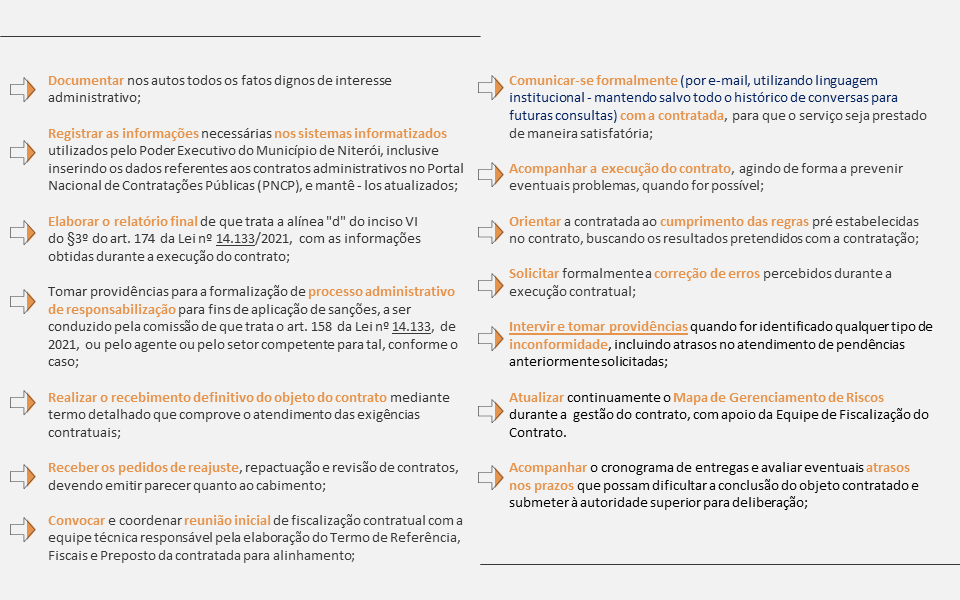 Documentar nos autos todos os fatos dignos de interesse
administrativo;
Registrar as informações necessárias nos sistemas informatizados
utilizados pelo Poder Executivo do Município de Niterói, inclusive
inserindo os dados referentes aos contratos administrativos no Portal
Nacional de Contratações Públicas (PNCP), e mantê - los atualizados;
Elaborar o relatório final de que trata a alínea "d" do inciso VI
do §3º do art. 174 da Lei nº 14.133/2021, com as informações
obtidas durante a execução do contrato;
Tomar providências para a formalização de processo administrativo
de responsabilização para fins de aplicação de sanções, a ser
conduzido pela comissão de que trata o art. 158 da Lei nº 14.133, de
2021, ou pelo agente ou pelo setor competente para tal, conforme o
caso;
Realizar o recebimento definitivo do objeto do contrato mediante
termo detalhado que comprove o atendimento das exigências
contratuais;
Receber os pedidos de reajuste, repactuação e revisão de contratos,
devendo emitir parecer quanto ao cabimento;
Convocar e coordenar reunião inicial de fiscalização contratual com a
equipe técnica responsável pela elaboração do Termo de Referência,
Fiscais e Preposto da contratada para alinhamento;
Comunicar-se formalmente (por e-mail, utilizando linguagem
institucional - mantendo salvo todo o histórico de conversas para
futuras consultas) com a contratada, para que o serviço seja prestado
de maneira satisfatória;
Acompanhar a execução do contrato, agindo de forma a prevenir
eventuais problemas, quando for possível;
Orientar a contratada ao cumprimento das regras pré estabelecidas
no contrato, buscando os resultados pretendidos com a contratação;
Solicitar formalmente a correção de erros percebidos durante a
execução contratual;
Intervir e tomar providências quando for identificado qualquer tipo de
inconformidade, incluindo atrasos no atendimento de pendências
anteriormente solicitadas;
Atualizar continuamente o Mapa de Gerenciamento de Riscos
durante a gestão do contrato, com apoio da Equipe de Fiscalização do
Contrato.
Acompanhar o cronograma de entregas e avaliar eventuais atrasos
nos prazos que possam dificultar a conclusão do objeto contratado e
submeter à autoridade superior para deliberação;